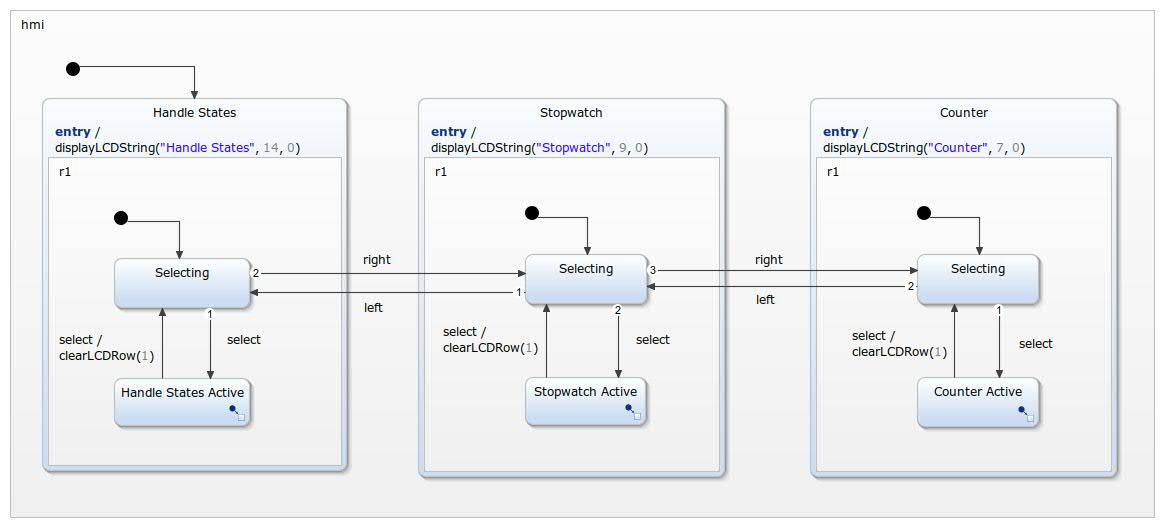 hmi
Handle States
entry /
displayLCDString("Handle States", 14, 0)
r1
Selecting
2
1
select /
clearLCDRow(1)
select
Handle States Active
right
left
Stopwatch
entry /
displayLCDString("Stopwatch", 9, 0)
r1
Selecting
1
3
2
select /
clearLCDRow(1)
select
Stopwatch Active
right
left
Counter
entry /
displayLCDString("Counter", 7, 0)
r1
Selecting
2
1
select /
clearLCDRow(1)
select
Counter Active